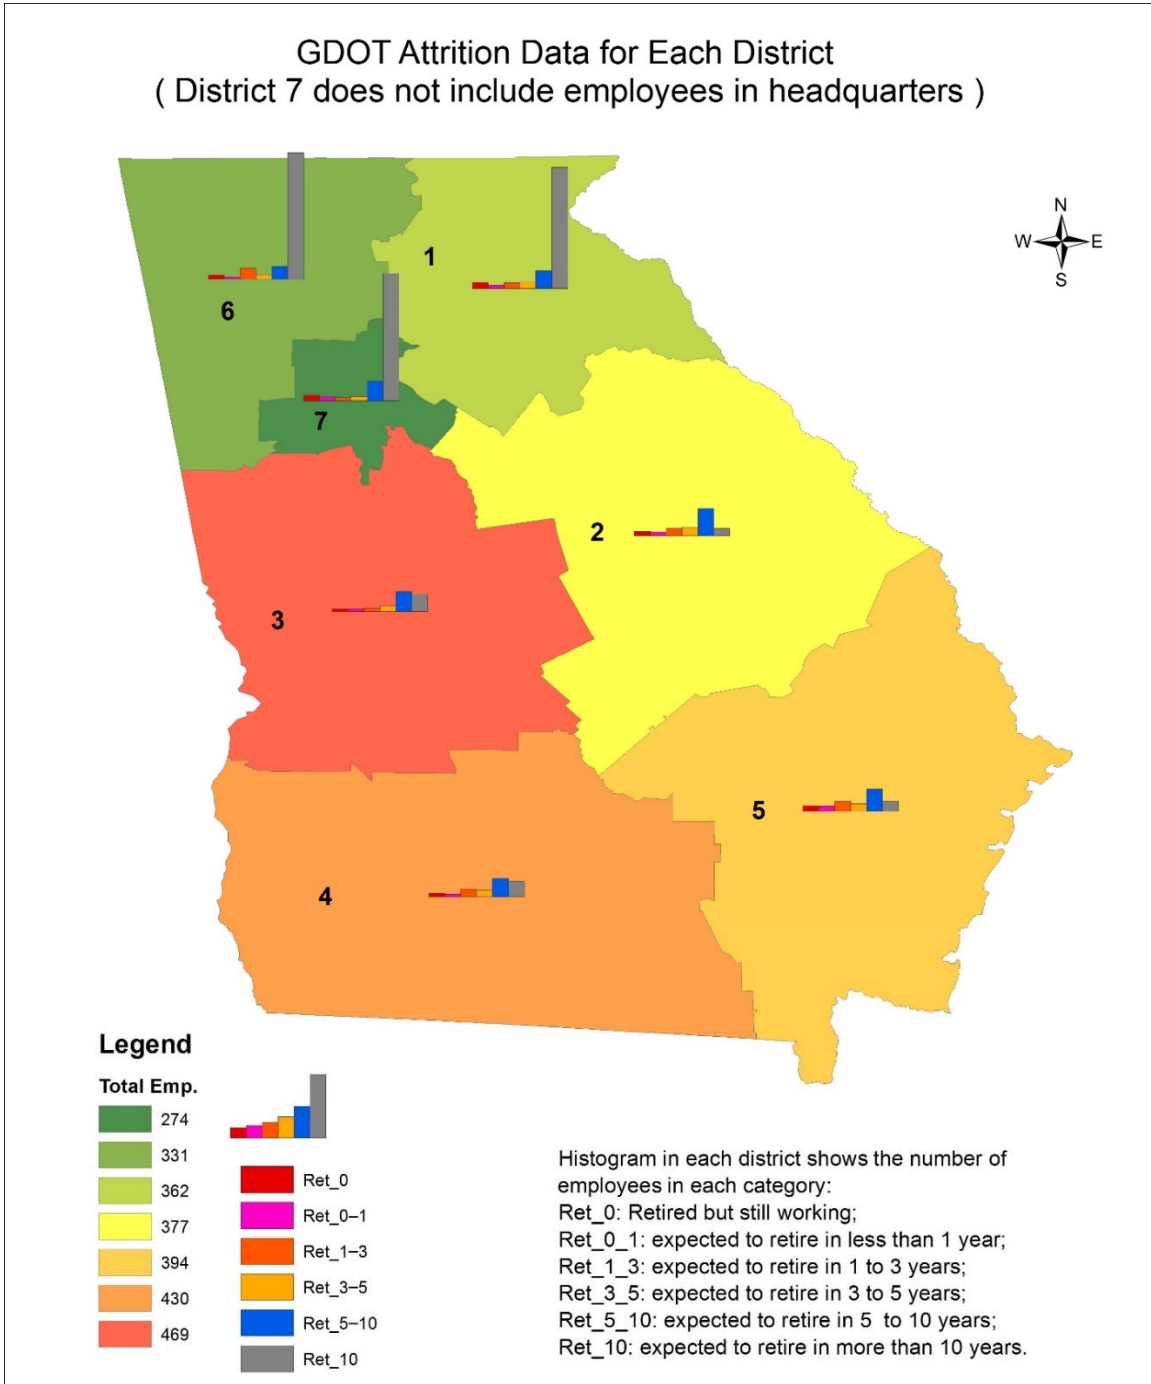 GDOT Attrition Data for Each District
( District 7 does not include employees in headquarters )
N
W E
S
1
6
7
2
3
5
4
Legend
Total Emp.
274
331
362
377
394
430
469
Ret_0
Ret_0–1
Ret_1–3
Ret_3–5
Ret_5–10
Ret_10
Histogram in each district shows the number of
employees in each category:
Ret_0: Retired but still working;
Ret_0_1: expected to retire in less than 1 year;
Ret_1_3: expected to retire in 1 to 3 years;
Ret_3_5: expected to retire in 3 to 5 years;
Ret_5_10: expected to retire in 5 to 10 years;
Ret_10: expected to retire in more than 10 years.